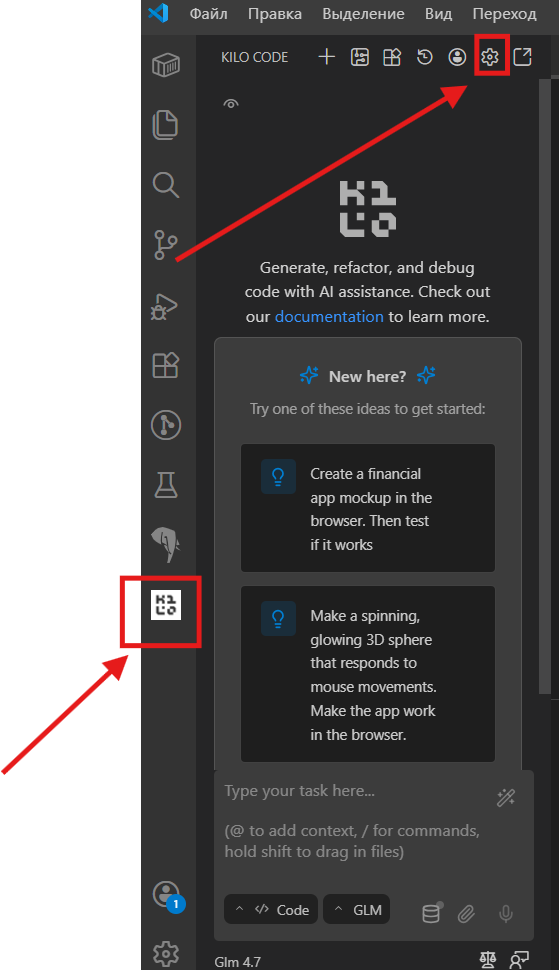 Файл Правка Выделение Вид Переход
KILO CODE
K1
LO
Generate, refactor, and debug
code with AI assistance. Check out
our documentation to learn more.
New here?
Try one of these ideas to get started:
Create a financial
app mockup in the
browser. Then test
if it works
K1
LO
Make a spinning,
glowing 3D sphere
that responds to
mouse movements.
Make the app work
in the browser.
Type your task here...
(@ to add context, / for commands,
hold shift to drag in files)
1
Code GLM
Glm 4.7